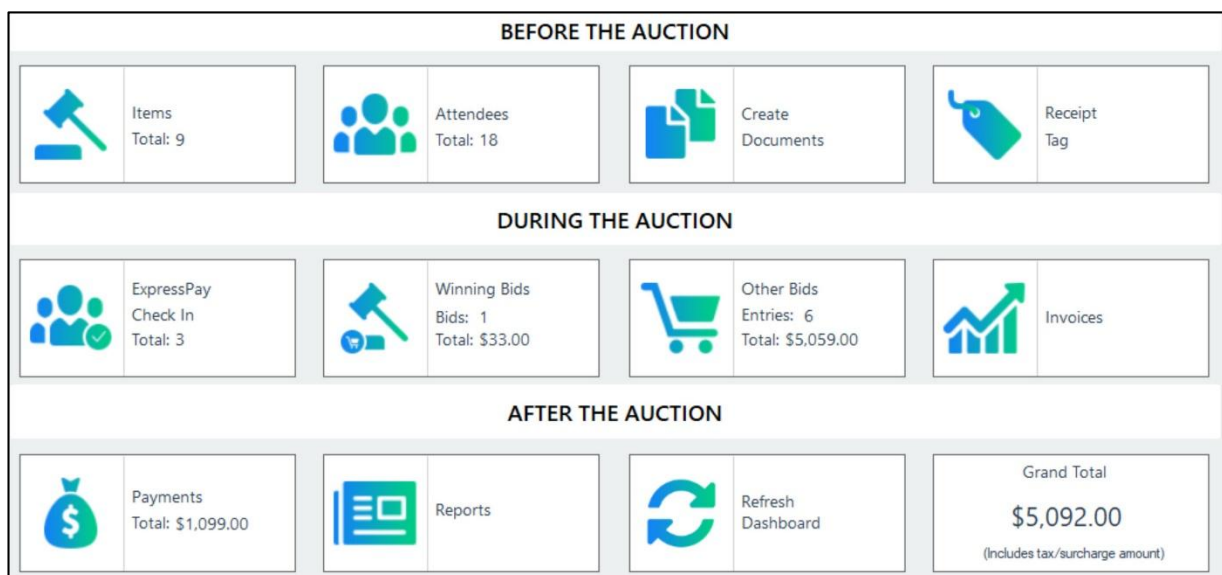 BEFORE THE AUCTION
Items
Total: 9
Attendees
Total: 18
Create
Documents
Receipt
Tag
DURING THE AUCTION
ExpressPay
Check In
Total: 3
Winning Bids
Bids: 1
Total: $33.00
Other Bids
Entries: 6
Total: $5,059.00
Invoices
AFTER THE AUCTION
$
Payments
Total: $1,099.00
Reports
Refresh
Dashboard
Grand Total
$5,092.00
(Includes tax/surcharge amount)